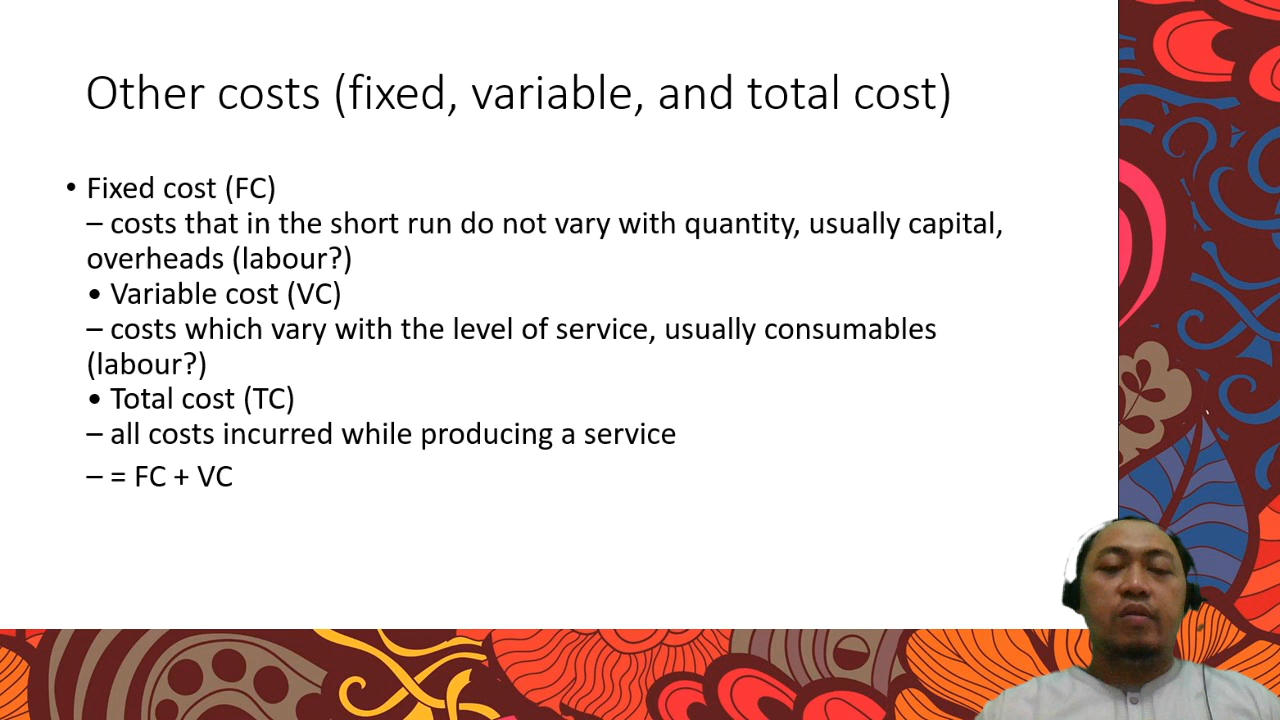 Other costs (fixed, variable, and total cost)
• Fixed cost (FC)
– costs that in the short run do not vary with quantity, usually capital,
overheads (labour?)
• Variable cost (VC)
– costs which vary with the level of service, usually consumables
(labour?)
• Total cost (TC)
– all costs incurred while producing a service
– = FC + VC